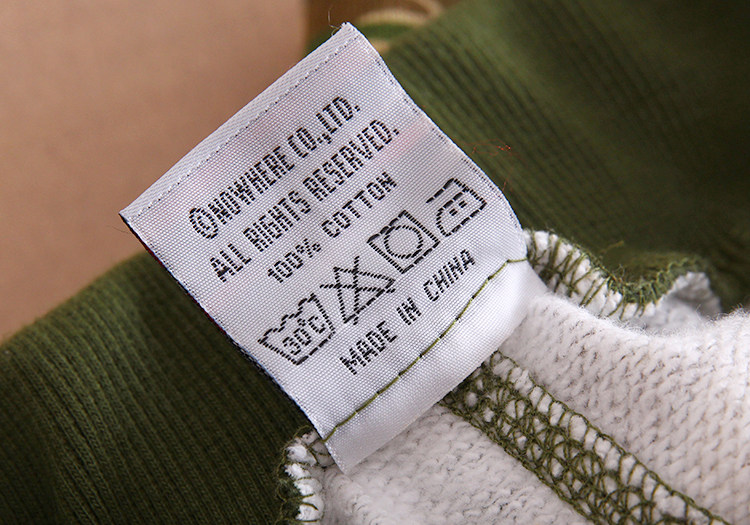 ©NOWHERE CO.,LTD.
ALL RIGHTS RESERVED.
100% COTTON
30°C
MADE IN CHINA